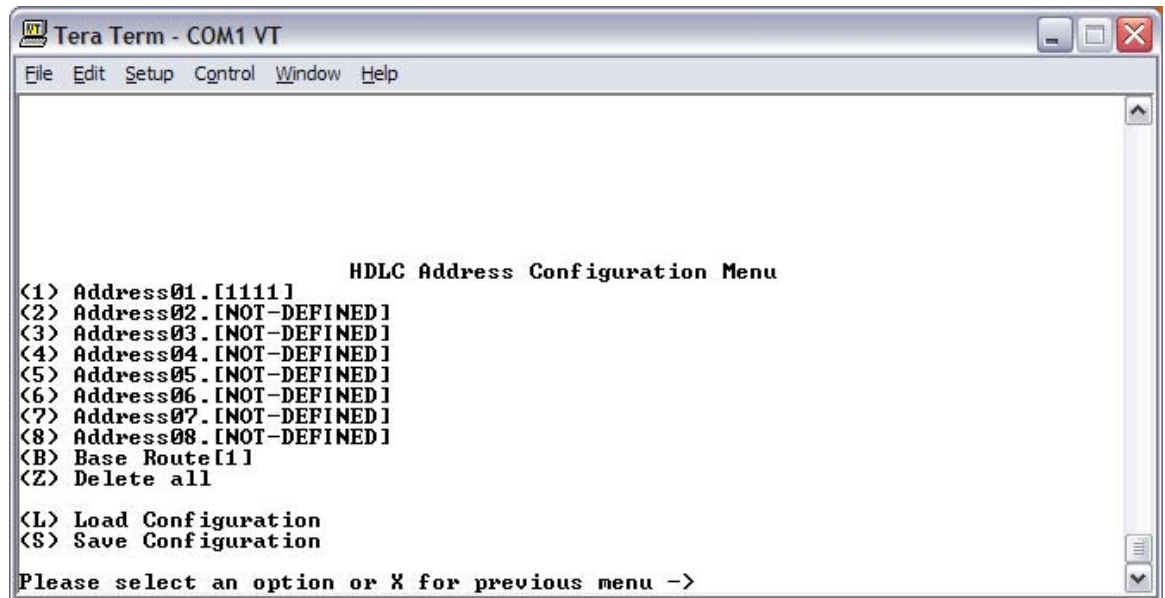 Tera Term - COM1 VT
File Edit Setup Control Window Help
HDLC Address Configuration Menu
(1) Address01.[1111]
(2) Address02.[NOT-DEFINED]
(3) Address03.[NOT-DEFINED]
(4) Address04.[NOT-DEFINED]
(5) Address05.[NOT-DEFINED]
(6) Address06.[NOT-DEFINED]
(7) Address07.[NOT-DEFINED]
(8) Address08.[NOT-DEFINED]
(B) Base Route[1]
(Z) Delete all
(L) Load Configuration
(S) Save Configuration
Please select an option or X for previous menu ->